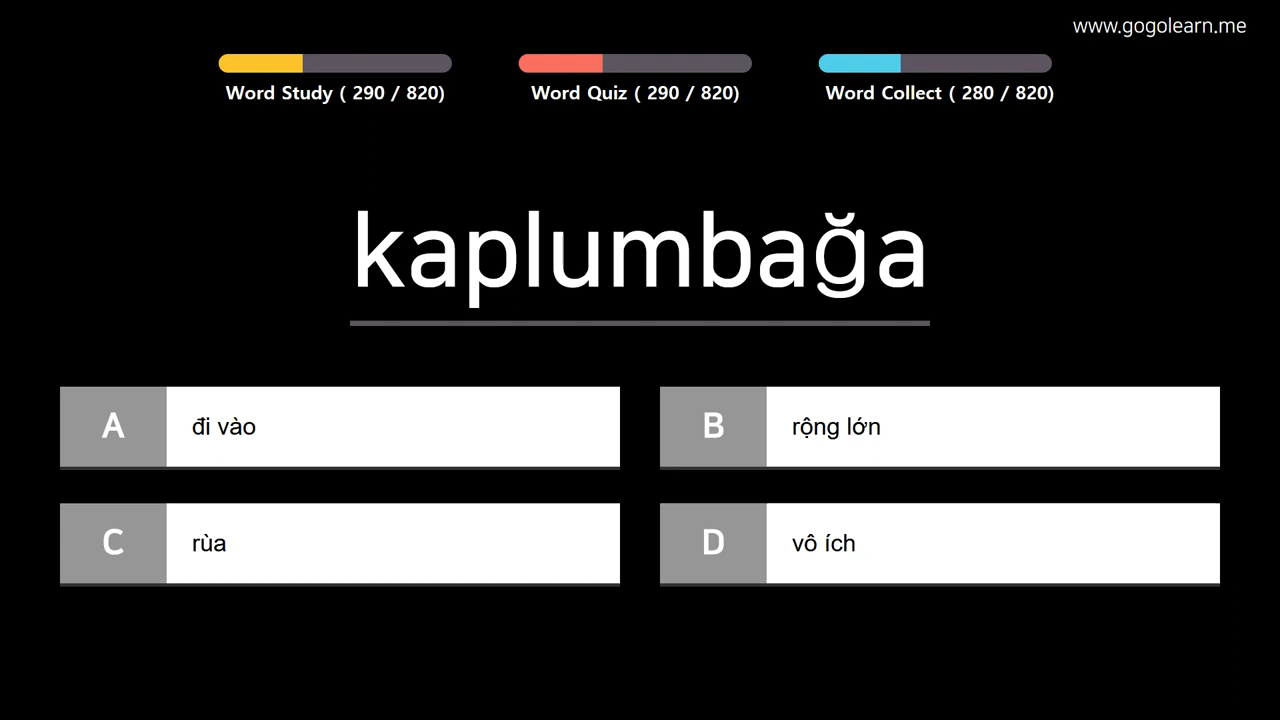 www.gogolearn.me
Word Study ( 290 / 820)
Word Quiz ( 290 / 820)
Word Collect ( 280 / 820)
kaplumbağa
A
đi vào
B
rộng lớn
C
rùa
D
vô ích